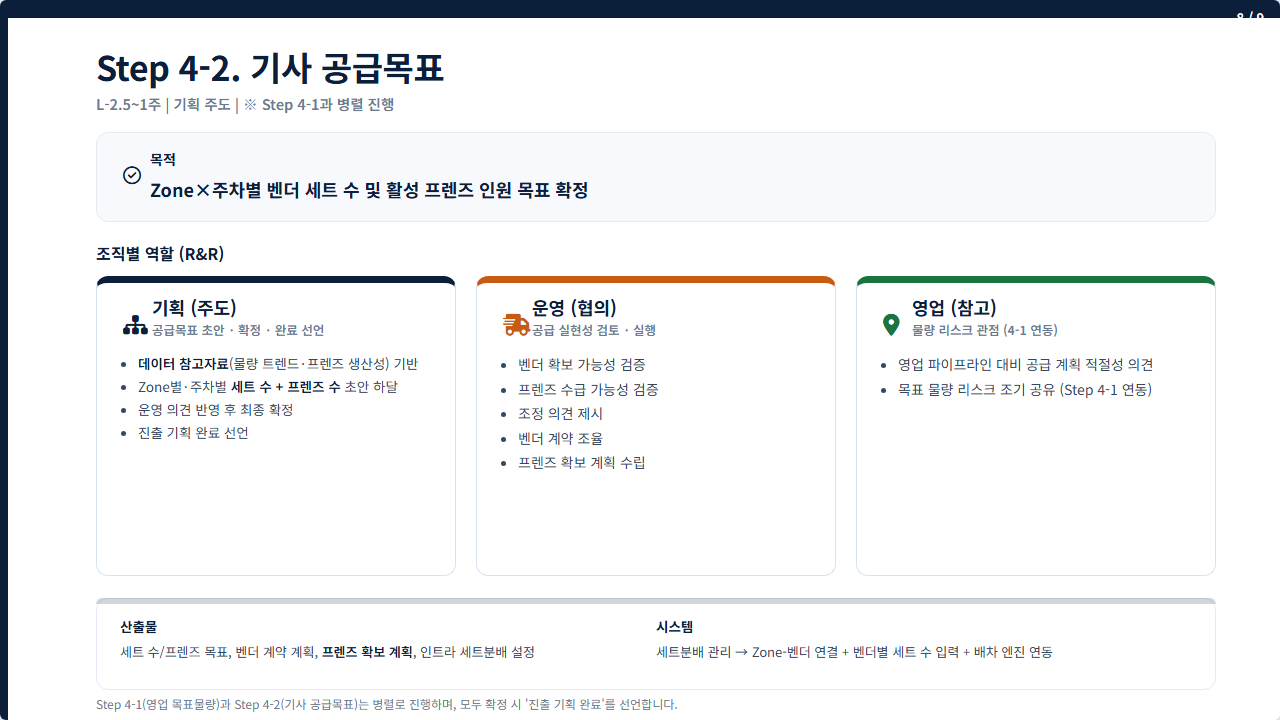 8 / 9
Step 4-2. 기사 공급목표
L-2.5~1주 | 기획 주도 | ※ Step 4-1과 병렬 진행
목적
Zone×주차별 벤더 세트 수 및 활성 프렌즈 인원 목표 확정
조직별 역할 (R&R)
기획 (주도)
공급목표 초안 · 확정 · 완료 선언
• 데이터 참고자료(물량 트렌드·프렌즈 생산성) 기반
• Zone별·주차별 세트 수 + 프렌즈 수 초안 하달
• 운영 의견 반영 후 최종 확정
• 진출 기획 완료 선언
운영 (협의)
공급 실현성 검토 · 실행
• 벤더 확보 가능성 검증
• 프렌즈 수급 가능성 검증
• 조정 의견 제시
• 벤더 계약 조율
• 프렌즈 확보 계획 수립
영업 (참고)
물량 리스크 관점 (4-1 연동)
• 영업 파이프라인 대비 공급 계획 적절성 의견
• 목표 물량 리스크 조기 공유 (Step 4-1 연동)
산출물
세트 수/프렌즈 목표, 벤더 계약 계획, 프렌즈 확보 계획, 인트라 세트분배 설정
시스템
세트분배 관리 → Zone-벤더 연결 + 벤더별 세트 수 입력 + 배차 엔진 연동
Step 4-1(영업 목표물량)과 Step 4-2(기사 공급목표)는 병렬로 진행하며, 모두 확정 시 '진출 기획 완료'를 선언합니다.